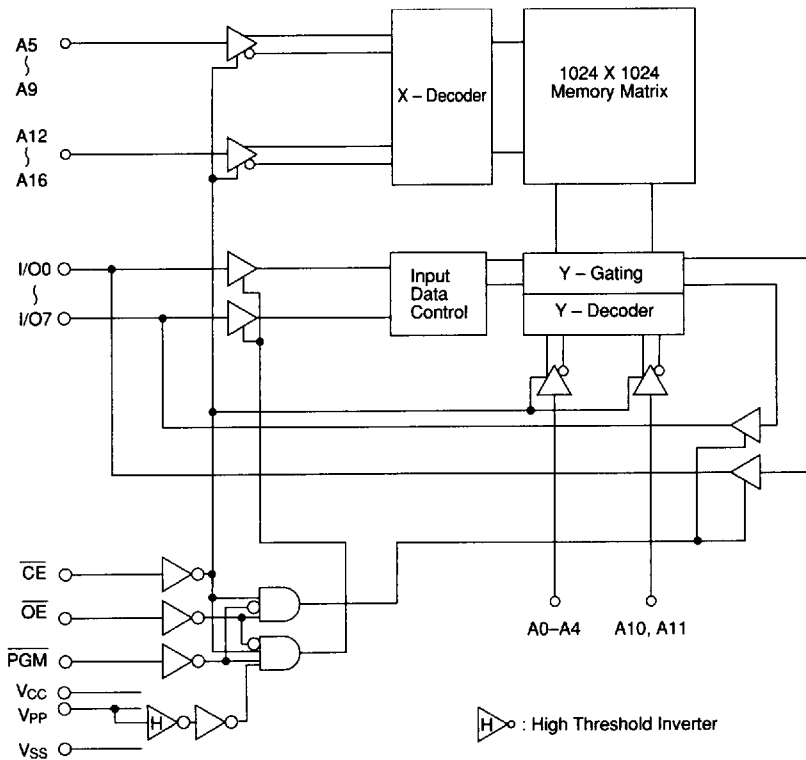 A5
A9
A12
A16
X – Decoder
1024 X 1024
Memory Matrix
I/O0
I/O7
Input
Data
Control
Y – Gating
Y – Decoder
CE
OE
PGM
VCC
VPP
VSS
H
A0–A4
A10, A11
H : High Threshold Inverter